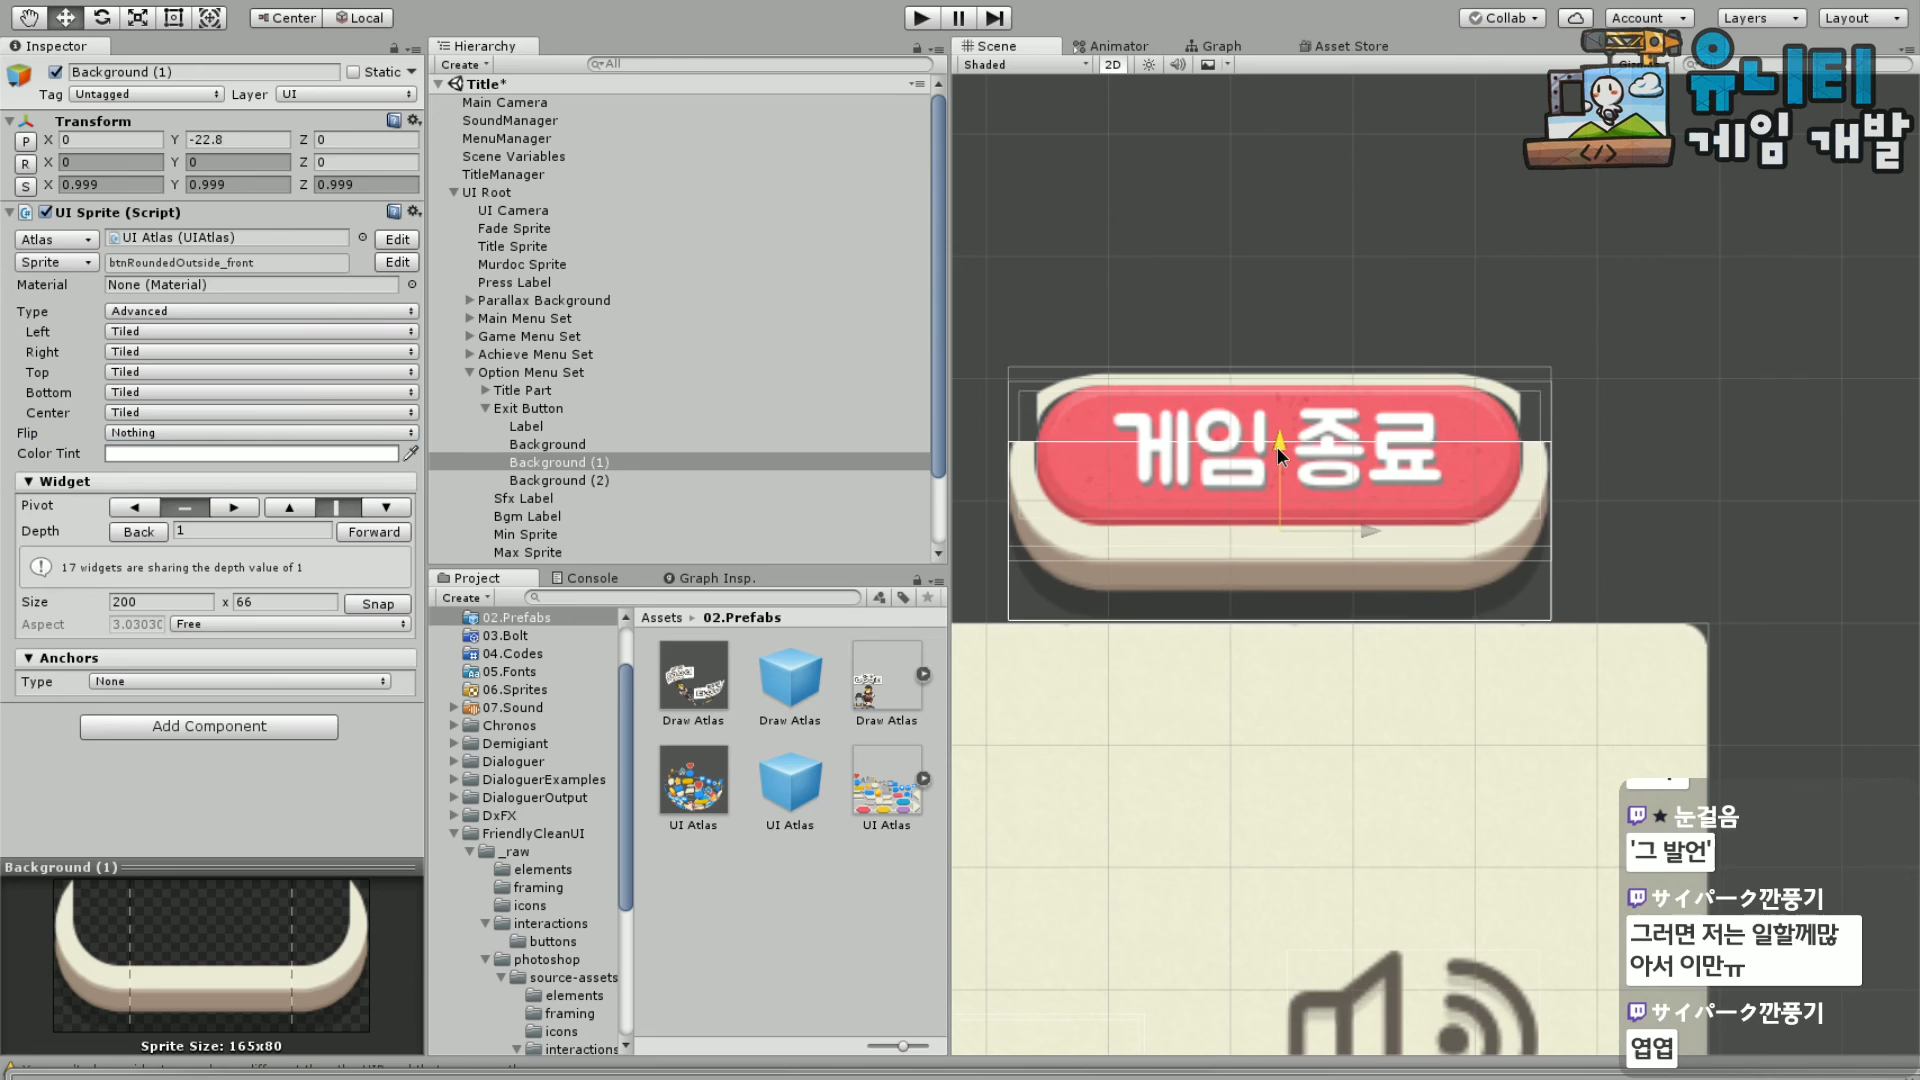 Center
Local
Collab
Account
Layers
Layout
Inspector
Background (1)
Static
Tag
Untagged
Layer
UI
Transform
P X 0 Y -22.8 Z 0
R X 0 Y 0 Z 0
S X 0.999 Y 0.999 Z 0.999
UI Sprite (Script)
Atlas
UI Atlas (UIAtlas)
Edit
Sprite
btnRoundedOutside_front
Edit
Material
None (Material)
Type
Advanced
Left
Tiled
Right
Tiled
Top
Tiled
Bottom
Tiled
Center
Tiled
Flip
Nothing
Color Tint
Widget
Pivot
Depth
Back
1
Forward
17 widgets are sharing the depth value of 1
Size
200
x 66
Snap
Aspect
3.0303
Free
Anchors
Type
None
Add Component
Background (1)
Sprite Size: 165x80
Hierarchy
Create
All
Title*
Main Camera
SoundManager
MenuManager
Scene Variables
TitleManager
UI Root
UI Camera
Fade Sprite
Title Sprite
Murdoc Sprite
Press Label
Parallax Background
Main Menu Set
Game Menu Set
Achieve Menu Set
Option Menu Set
Title Part
Exit Button
Label
Background
Background (1)
Background (2)
Sfx Label
Bgm Label
Min Sprite
Max Sprite
Project
Console
Graph Insp.
Create
02.Prefabs
03.Bolt
04.Codes
05.Fonts
06.Sprites
07.Sound
Chronos
Demigiant
Dialoguer
DialoguerExamples
DialoguerOutput
DxFX
FriendlyCleanUI
_raw
elements
framing
icons
interactions
buttons
photoshop
source-assets
elements
framing
icons
interactions
Assets
02.Prefabs
Draw Atlas
Draw Atlas
Draw Atlas
UI Atlas
UI Atlas
UI Atlas
Scene
Animator
Graph
Asset Store
Shaded
2D
게임 종료
유니티
게임 개발
</>
눈걸음
'그 발언'
サイパーク깐풍기
그러면 저는 일할께많
아서 이만ㅠ
サイパーク깐풍기
엽엽